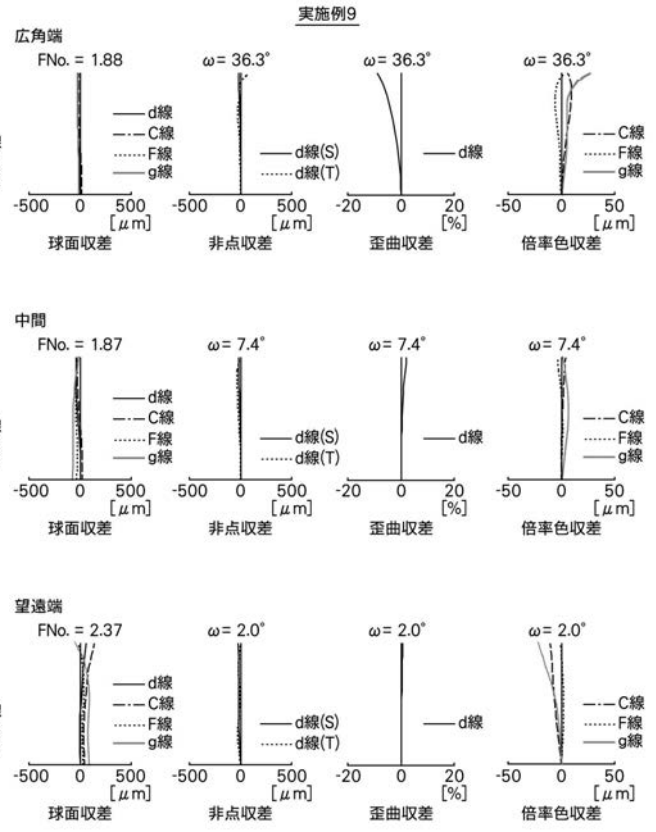 実施例9
広角端
FNo. = 1.88
ω= 36.3°
ω= 36.3°
ω= 36.3°
d線
C線
F線
g線
d線(S)
d線(T)
d線
C線
F線
g線
-500 0 500
-500 0 500
-20 0 20
-50 0 50
[μm]
[μm]
[%]
[μm]
球面収差
非点収差
歪曲収差
倍率色収差
中間
FNo. = 1.87
ω= 7.4°
ω= 7.4°
ω= 7.4°
d線
C線
F線
g線
d線(S)
d線(T)
d線
C線
F線
g線
-500 0 500
-500 0 500
-20 0 20
-50 0 50
[μm]
[μm]
[%]
[μm]
球面収差
非点収差
歪曲収差
倍率色収差
望遠端
FNo. = 2.37
ω= 2.0°
ω= 2.0°
ω= 2.0°
d線
C線
F線
g線
d線(S)
d線(T)
d線
C線
F線
g線
-500 0 500
-500 0 500
-20 0 20
-50 0 50
[μm]
[μm]
[%]
[μm]
球面収差
非点収差
歪曲収差
倍率色収差